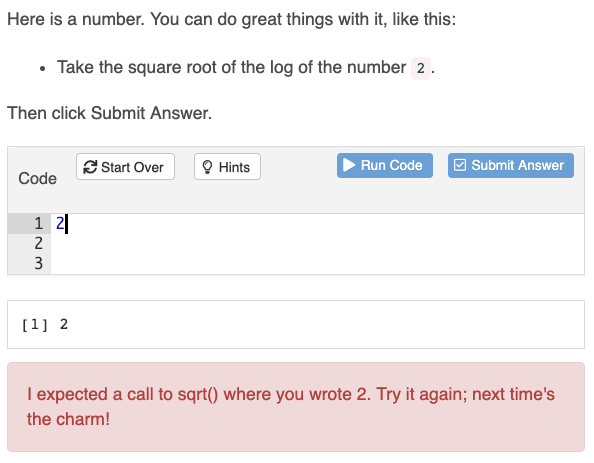 Here is a number. You can do great things with it, like this:
• Take the square root of the log of the number 2 .
Then click Submit Answer.
Code Start Over Hints Run Code Submit Answer
1 2
2
3
[1] 2
I expected a call to sqrt() where you wrote 2. Try it again; next time's
the charm!